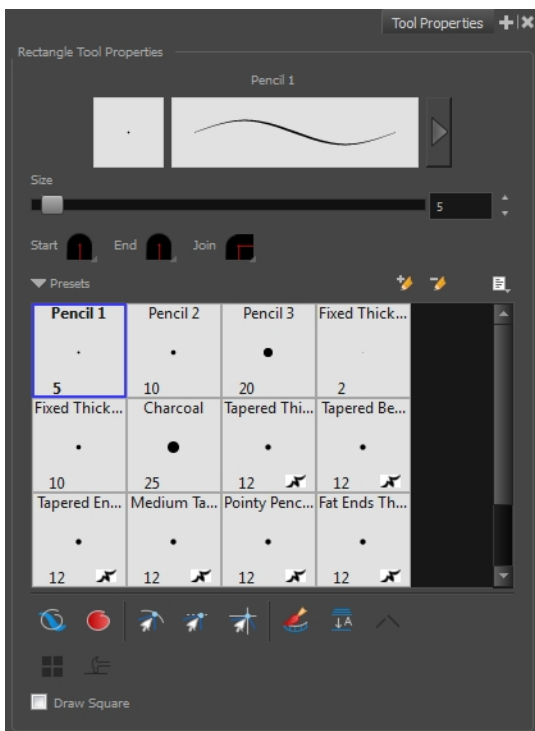 Tool Properties
Rectangle Tool Properties
Pencil 1
Size
5
Start End Join
Presets
Pencil 1 Pencil 2 Pencil 3 Fixed Thick...
5 10 20 2
Fixed Thick... Charcoal Tapered Thi... Tapered Be...
10 25 12 12
Tapered En... Medium Ta... Pointy Penc... Fat Ends Th...
12 12 12 12
A
Draw Square